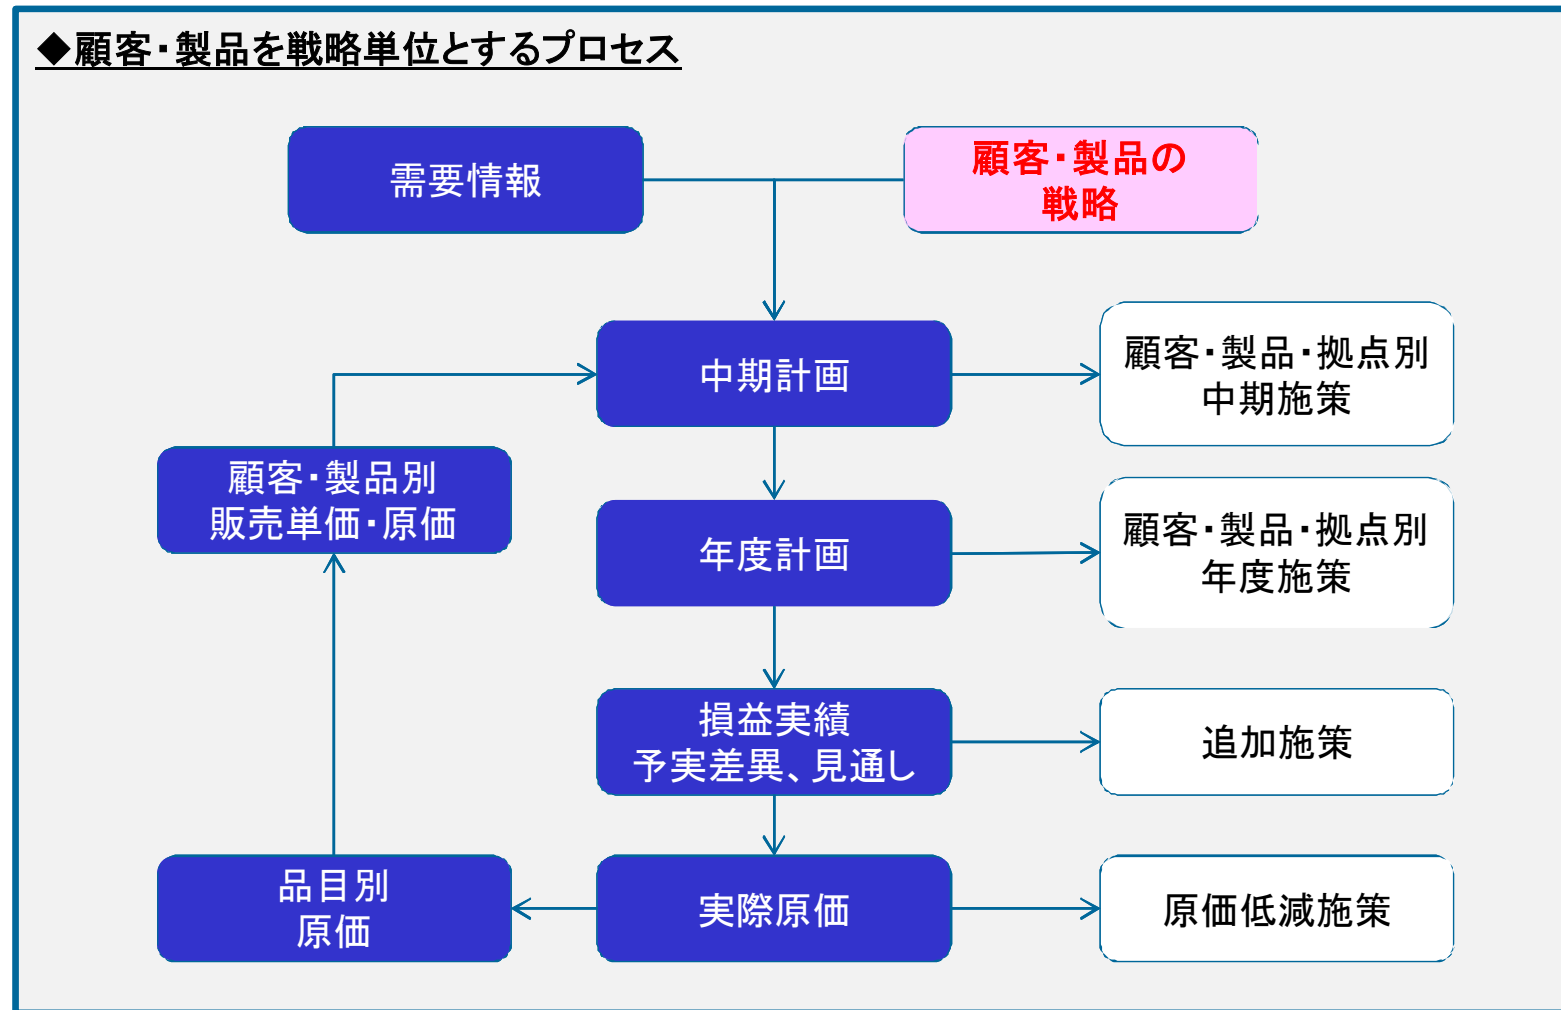 ◆顧客・製品を戦略単位とするプロセス
需要情報
顧客・製品の
戦略
中期計画
顧客・製品・拠点別
中期施策
顧客・製品別
販売単価・原価
年度計画
顧客・製品・拠点別
年度施策
損益実績
予実差異、見通し
追加施策
品目別
原価
実際原価
原価低減施策